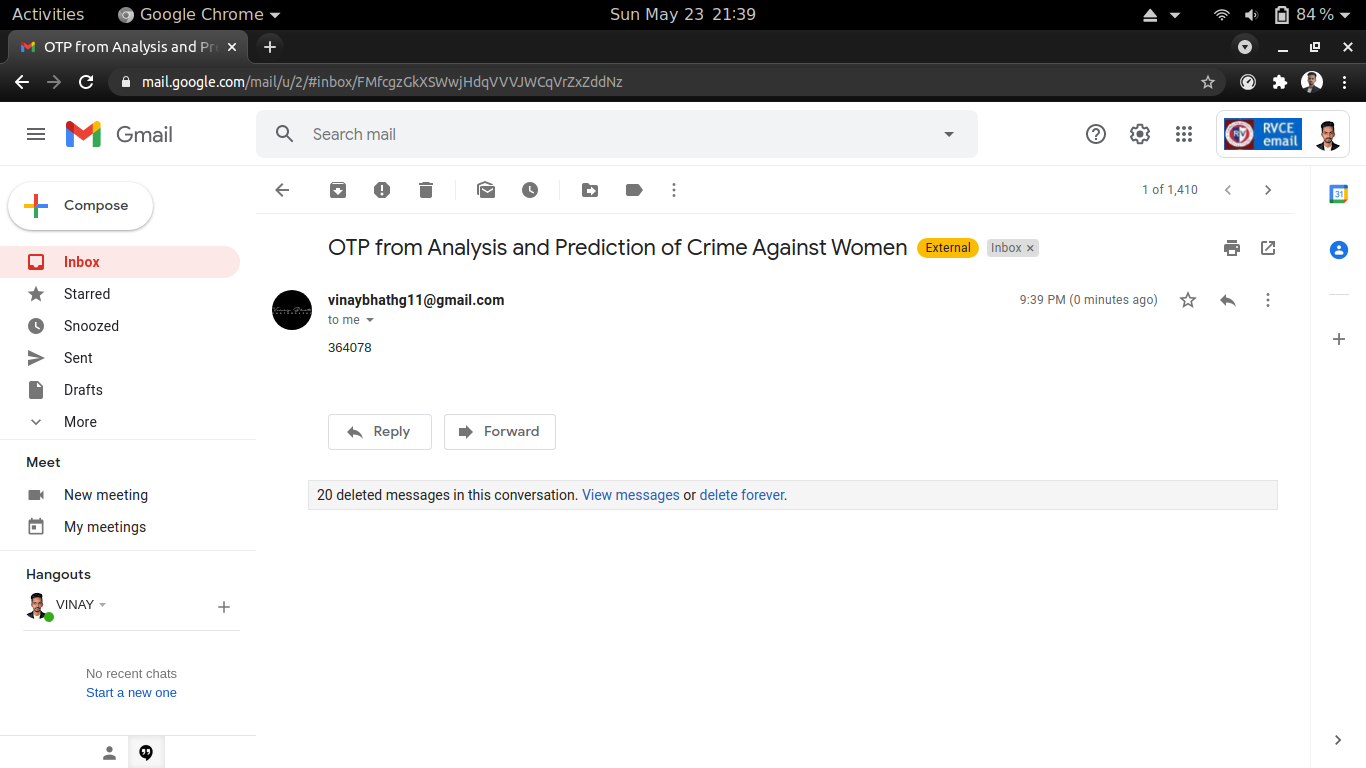 Activities Google Chrome Sun May 23 21:39 84 %
OTP from Analysis and Pr
mail.google.com/mail/u/2/#inbox/FMfcgzGkXSWwjHdqVVVJWCqVrZxZddNz
Gmail Search mail RV RVCE
email
Compose 1 of 1,410 31
OTP from Analysis and Prediction of Crime Against Women External Inbox ×
Inbox
Starred vinaybhathg11@gmail.com 9:39 PM (0 minutes ago)
to me
Snoozed
364078
Sent
Drafts
More
Reply Forward
Meet
New meeting 20 deleted messages in this conversation. View messages or delete forever.
My meetings
Hangouts
VINAY
No recent chats
Start a new one